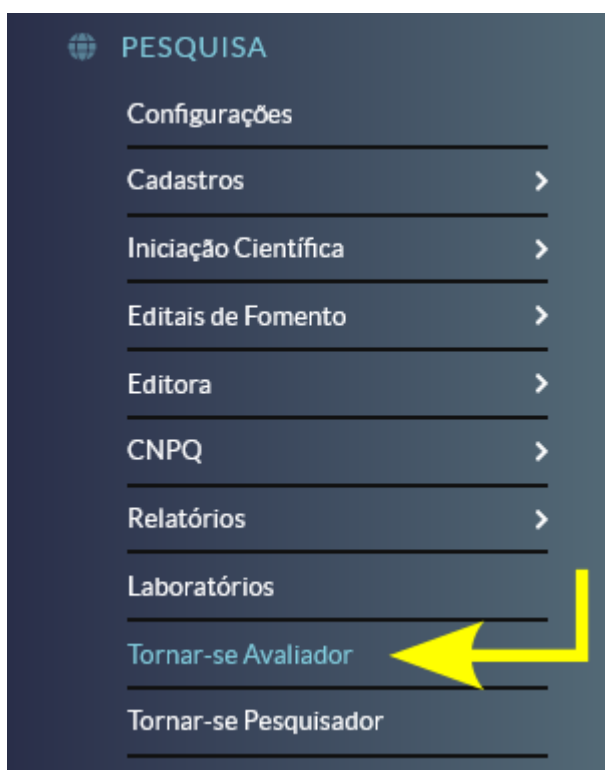 PESQUISA
Configurações
Cadastros
Iniciação Científica
Editais de Fomento
Editora
CNPQ
Relatórios
Laboratórios
Tornar-se Avaliador
Tornar-se Pesquisador